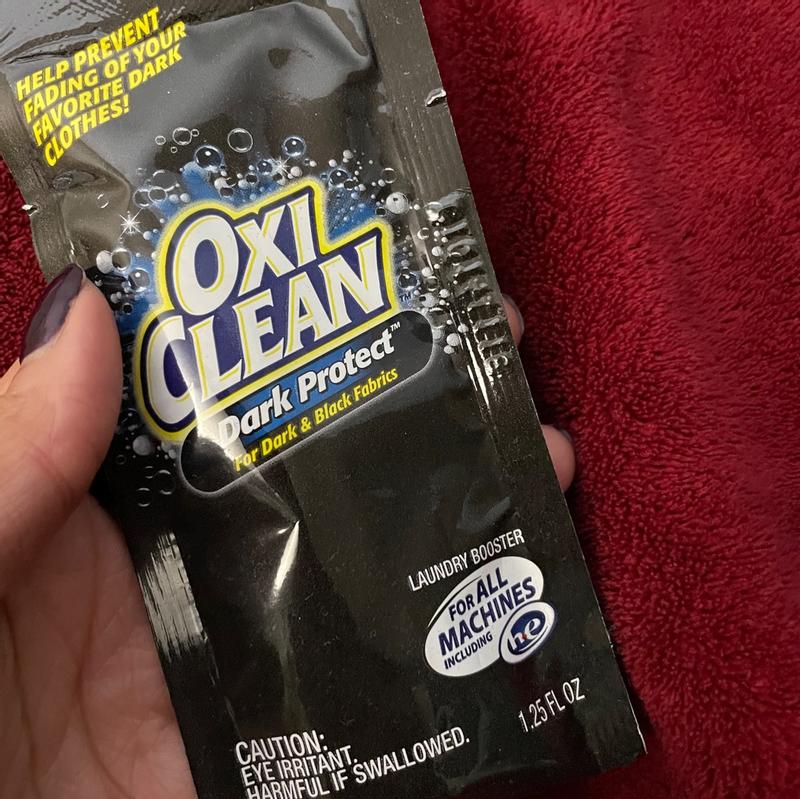 HELP PREVENT
FADING OF YOUR
FAVORITE DARK
CLOTHES!
OXI
CLEAN
Dark Protect™
For Dark & Black Fabrics
LAUNDRY BOOSTER
FOR ALL
MACHINES
INCLUDING he
1.25 FL OZ
CAUTION:
EYE IRRITANT.
HARMFUL IF SWALLOWED.